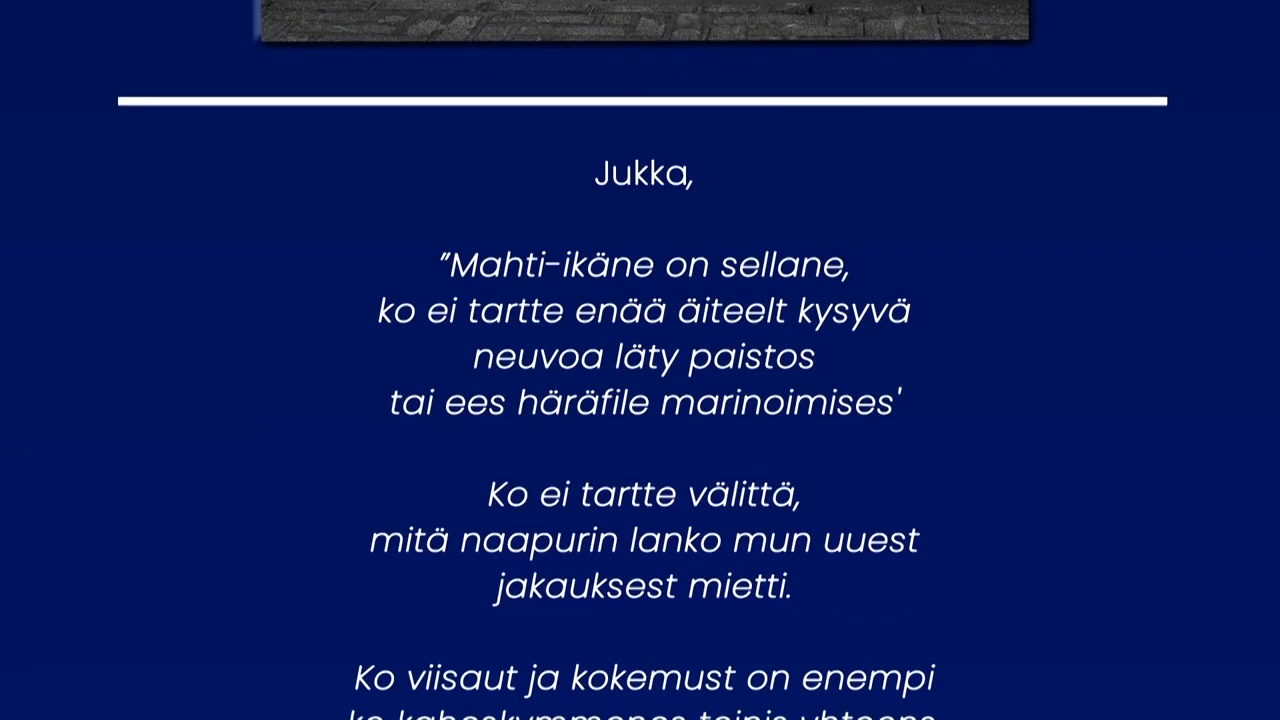 Jukka,
"Mahti-ikäne on sellane,
ko ei tartte enää äiteelt kysyvä
neuvoa läty paistos
tai ees häräfile marinoimises'
Ko ei tartte välittä,
mitä naapurin lanko mun uuest
jakauksest mietti.
Ko viisaut ja kokemust on enempi